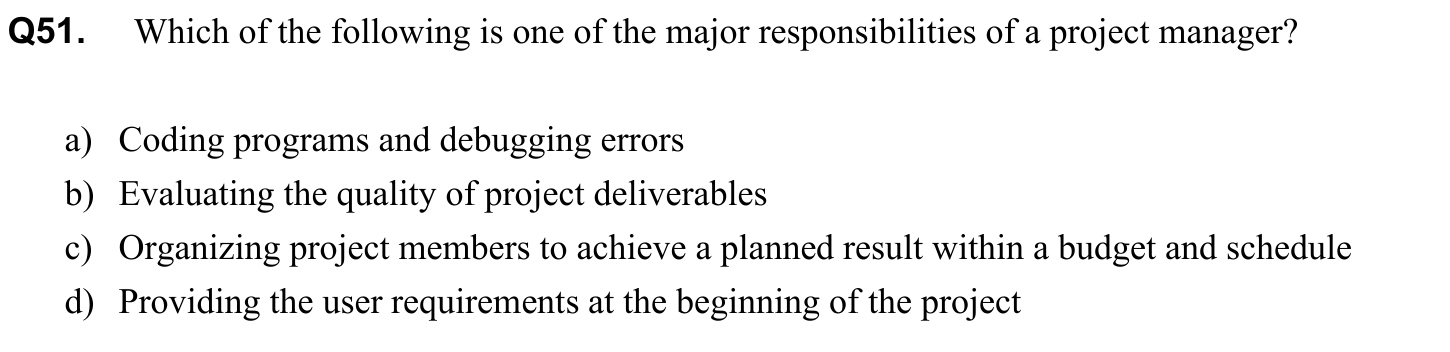 Q51. Which of the following is one of the major responsibilities of a project manager?
a) Coding programs and debugging errors
b) Evaluating the quality of project deliverables
c) Organizing project members to achieve a planned result within a budget and schedule
d) Providing the user requirements at the beginning of the project